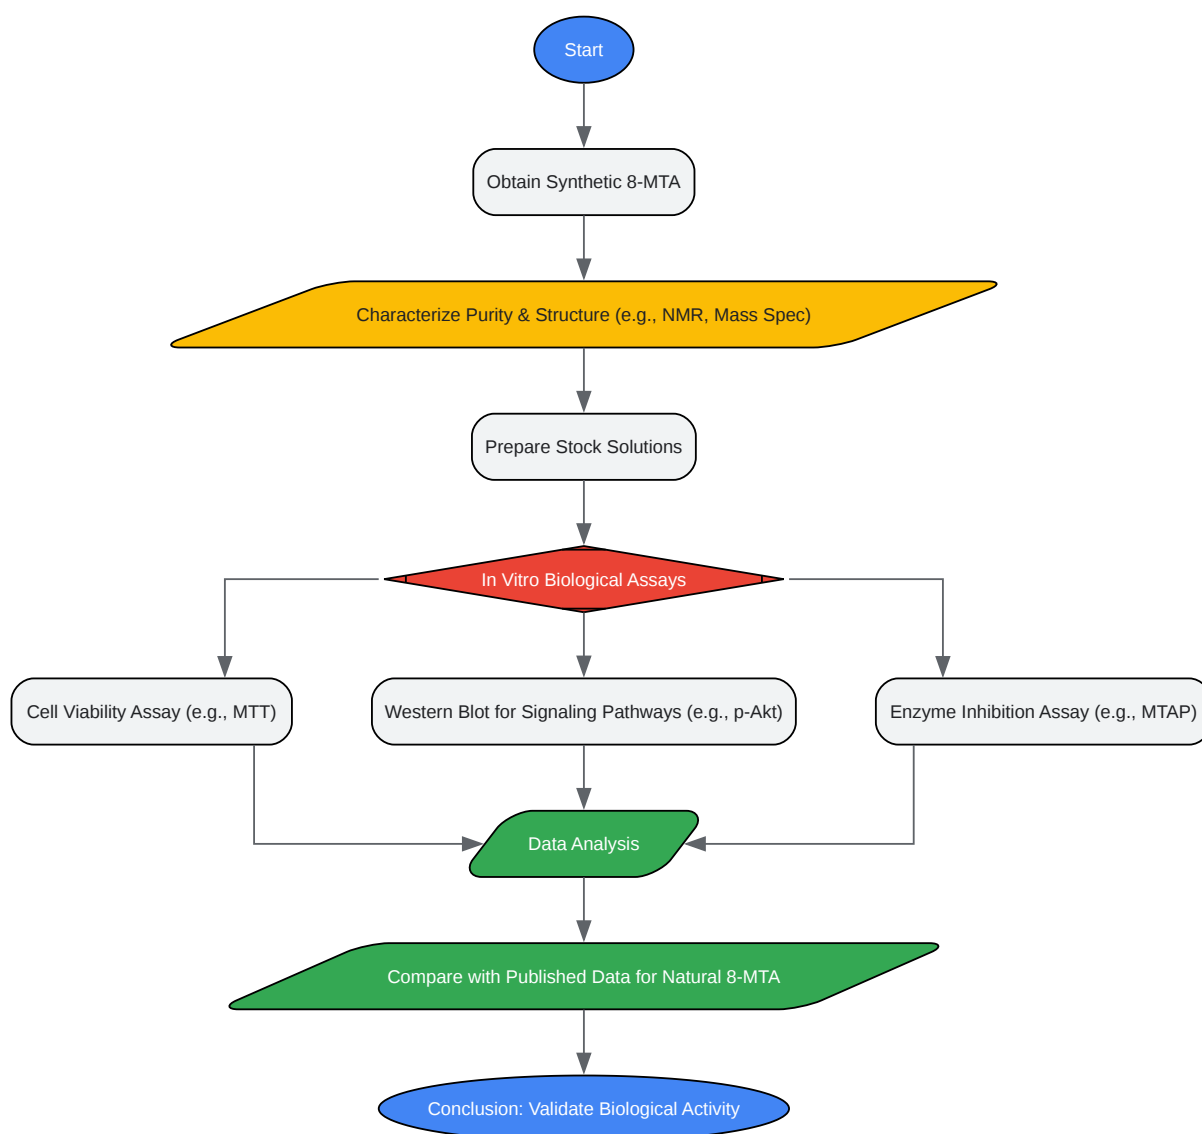 Start
Obtain Synthetic 8-MTA
Characterize Purity & Structure (e.g., NMR, Mass Spec)
Prepare Stock Solutions
In Vitro Biological Assays
Cell Viability Assay (e.g., MTT)
Western Blot for Signaling Pathways (e.g., p-Akt)
Enzyme Inhibition Assay (e.g., MTAP)
Data Analysis
Compare with Published Data for Natural 8-MTA
Conclusion: Validate Biological Activity